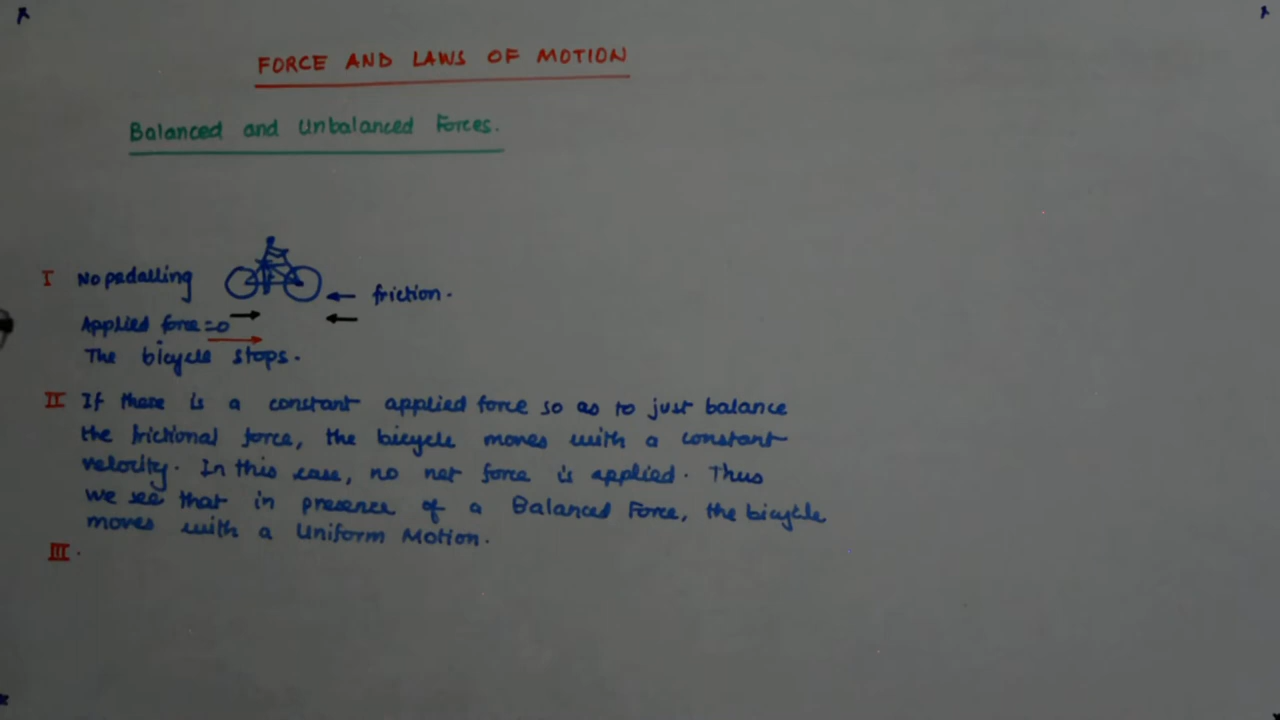 FORCE AND LAWS OF MOTION
Balanced and Unbalanced Forces.
I No pedalling
friction.
Applied force=0
The bicycle stops.
II If there is a constant applied force so as to just balance
the frictional force, the bicycle moves with a constant
velocity. In this case, no net force is applied. Thus
we see that in presence of a Balanced Force, the bicycle
moves with a Uniform Motion.
III.